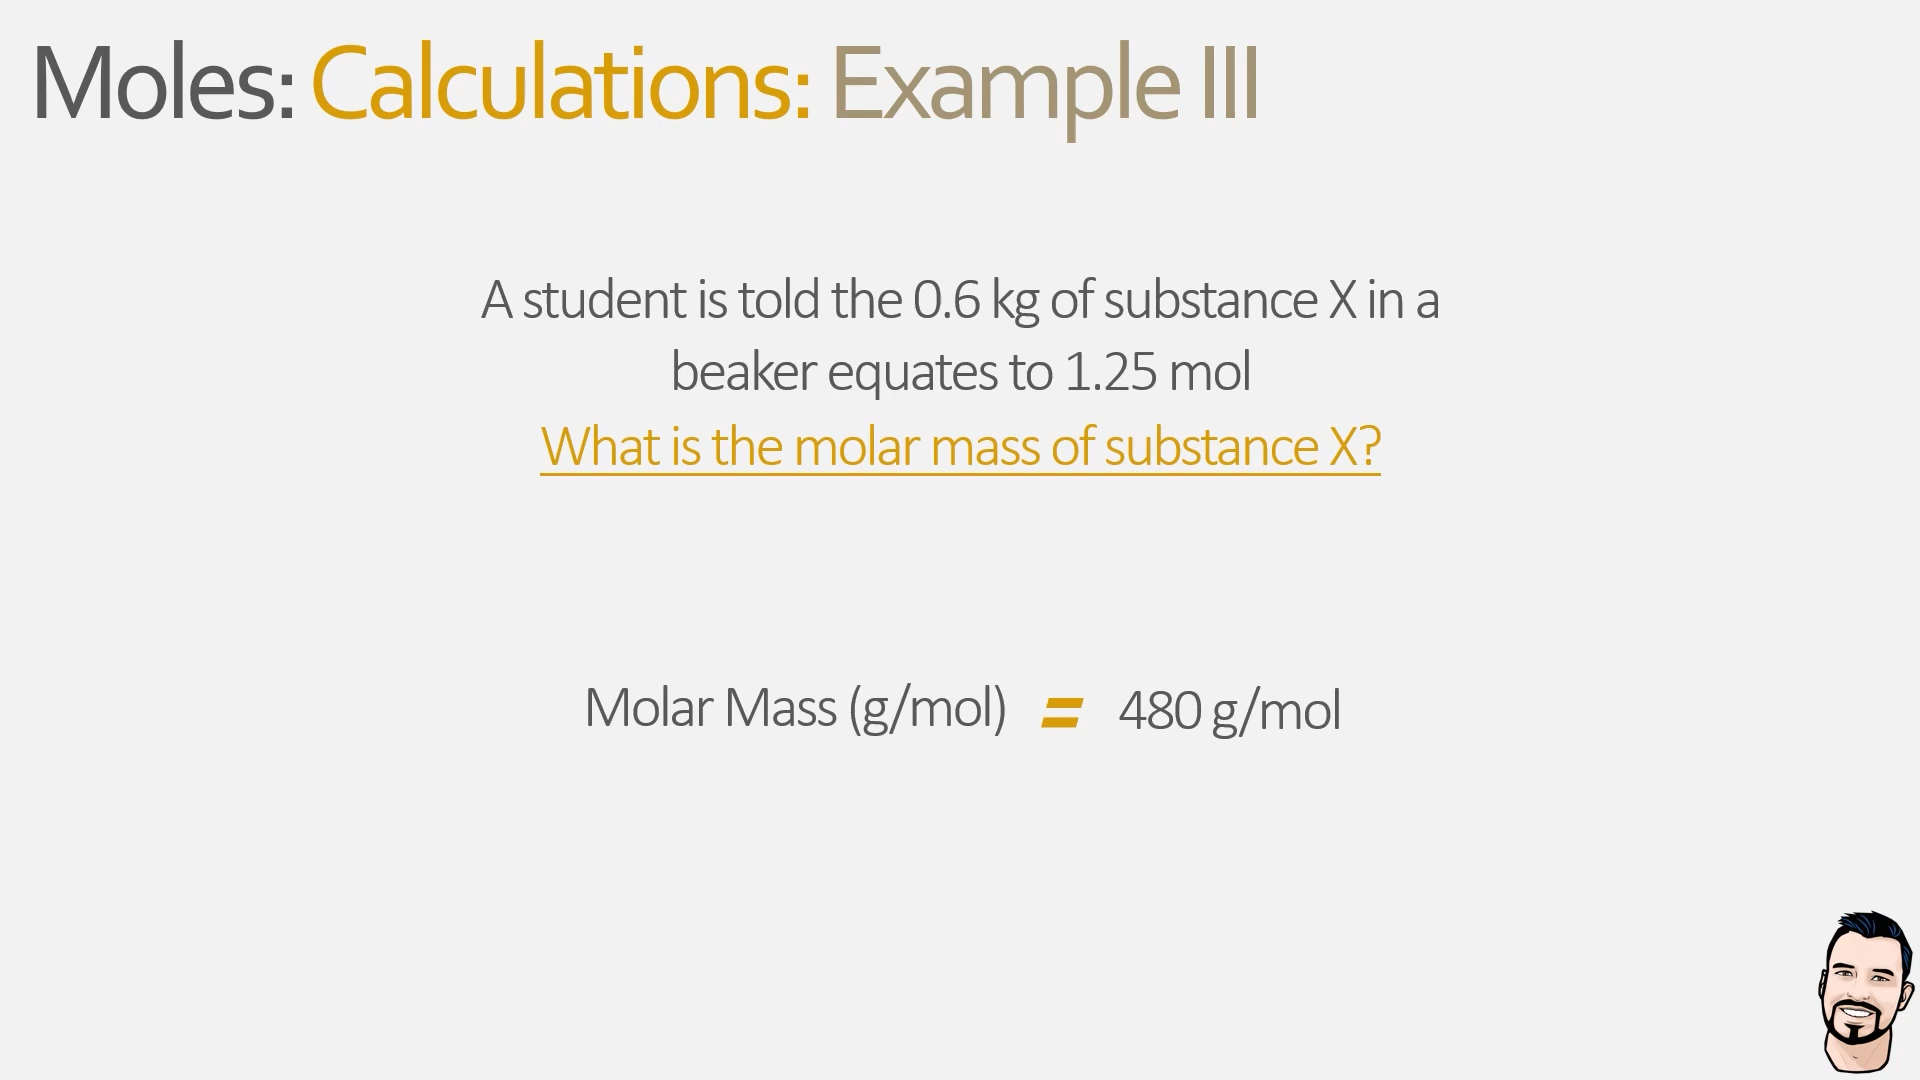 Moles: Calculations: Example III
A student is told the 0.6 kg of substance X in a
beaker equates to 1.25 mol
What is the molar mass of substance X?
Molar Mass (g/mol) = 480 g/mol